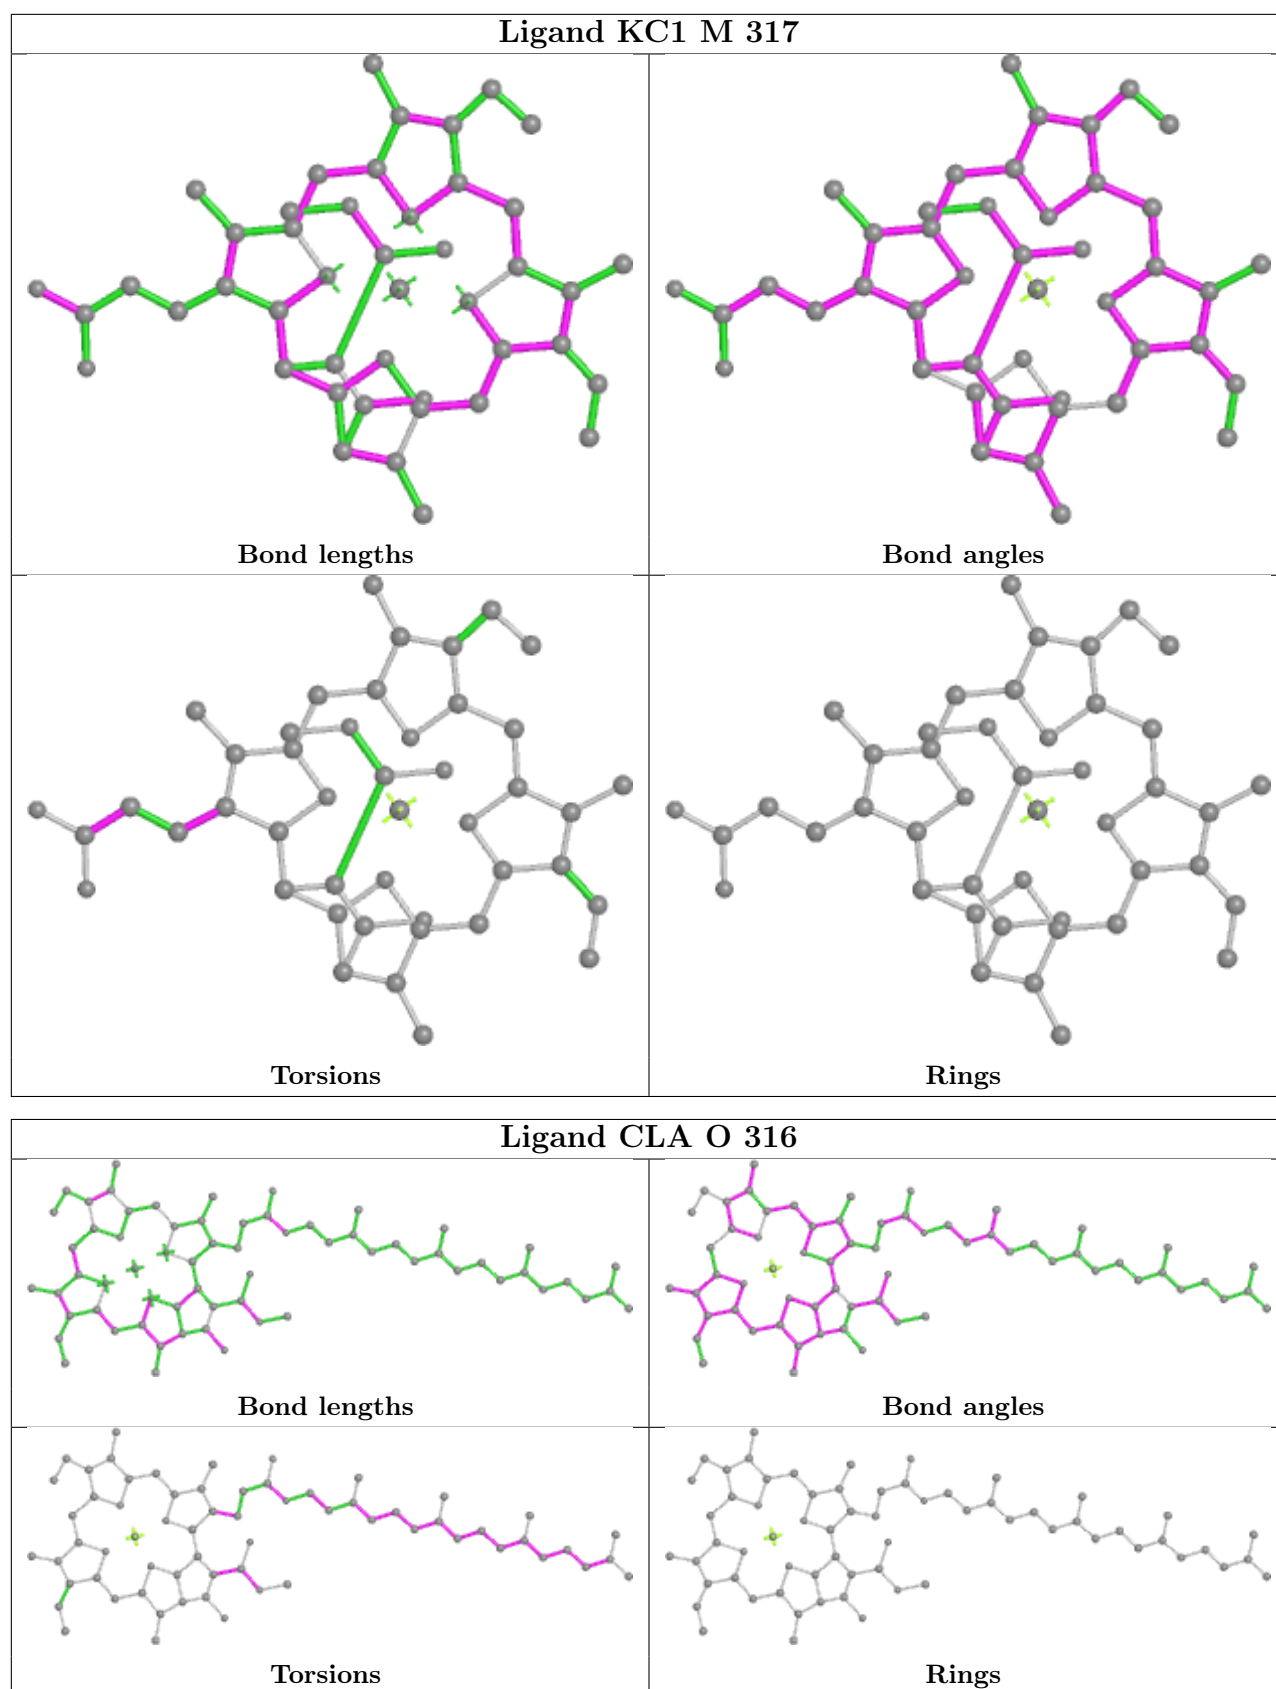 Ligand KC1 M 317
Bond lengths
Bond angles
Torsions
Rings
Ligand CLA O 316
Bond lengths
Bond angles
Torsions
Rings